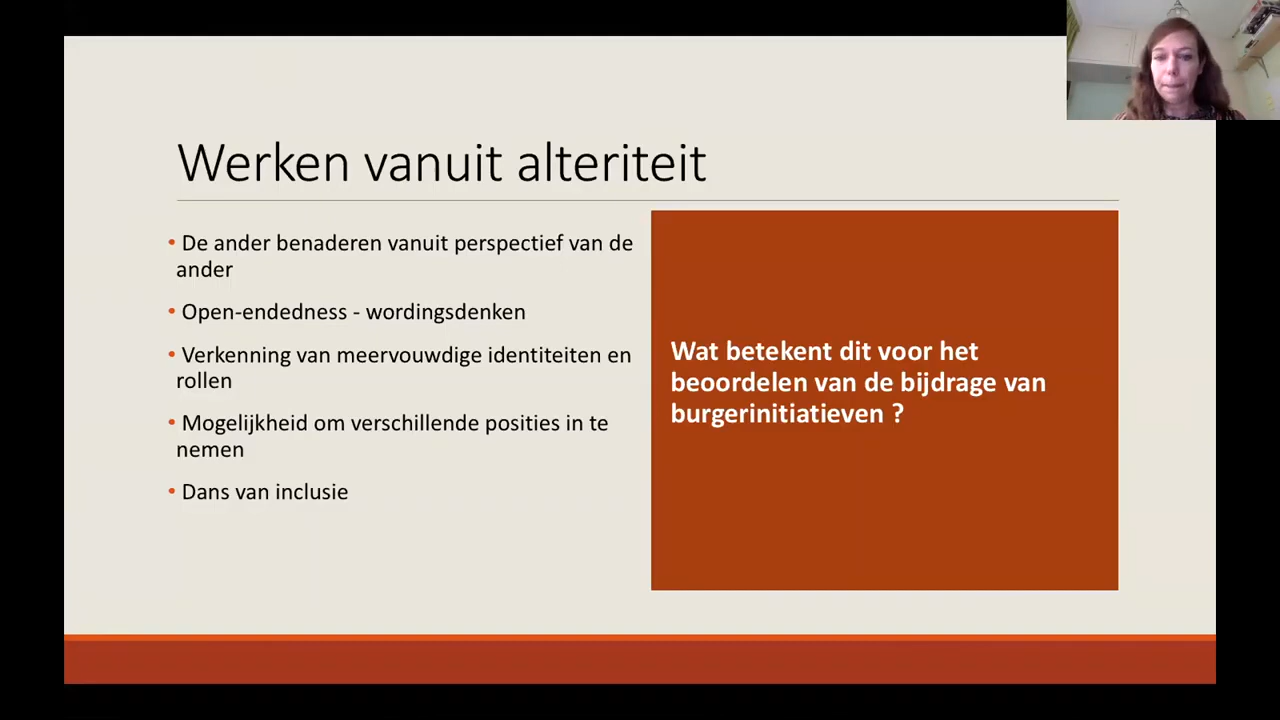 Werken vanuit alteriteit
• De ander benaderen vanuit perspectief van de
ander
• Open-endedness - wordingsdenken
• Verkenning van meervouwdige identiteiten en
rollen
• Mogelijkheid om verschillende posities in te
nemen
• Dans van inclusie
Wat betekent dit voor het
beoordelen van de bijdrage van
burgerinitiatieven ?